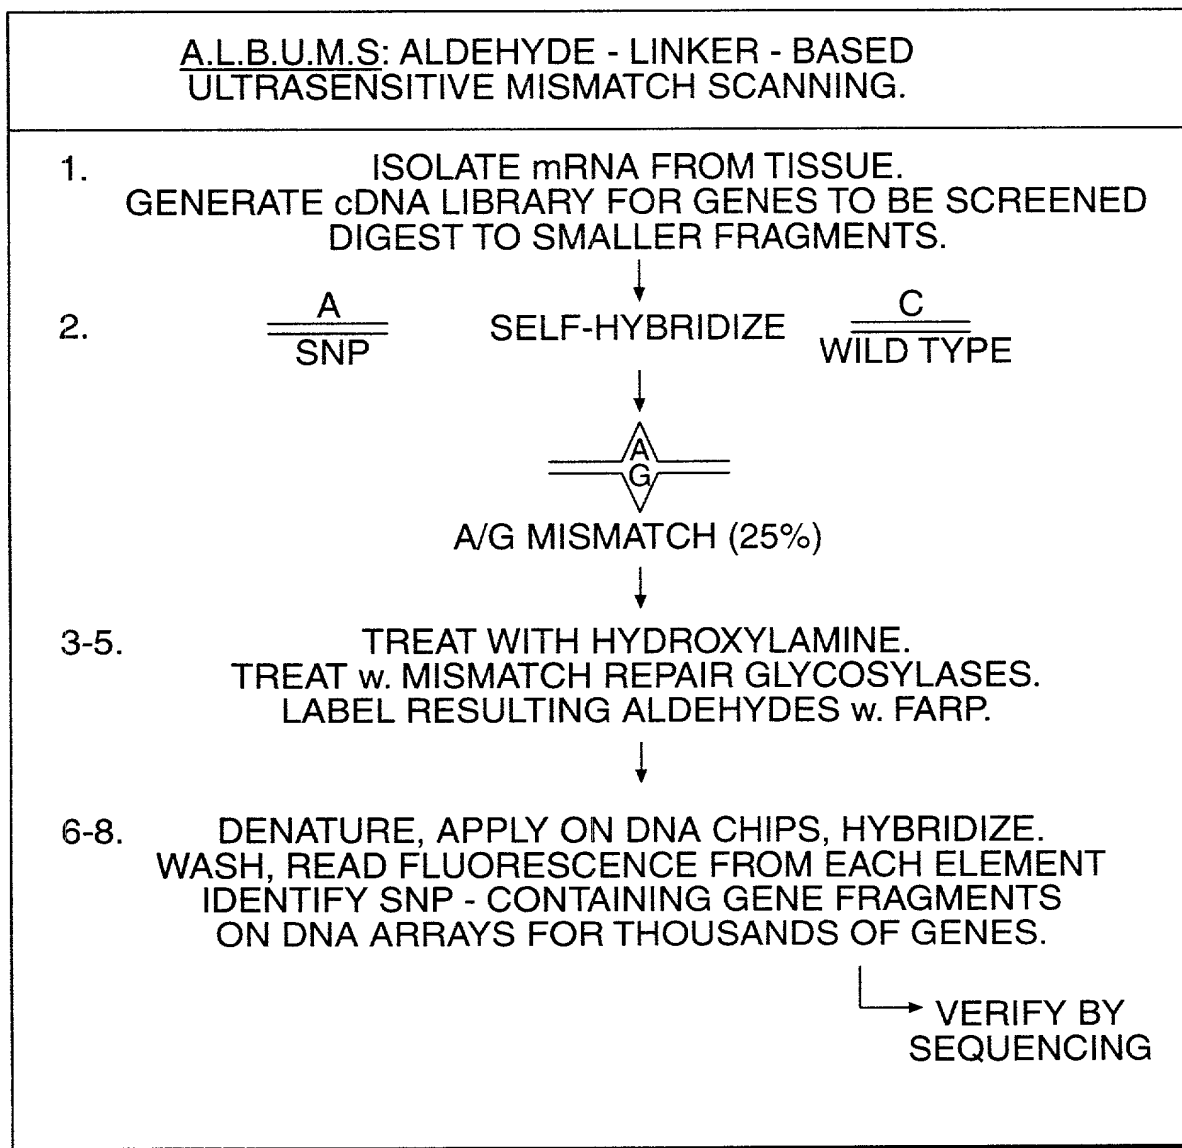 A.L.B.U.M.S: ALDEHYDE - LINKER - BASED
ULTRASENSITIVE MISMATCH SCANNING.
1. ISOLATE mRNA FROM TISSUE.
GENERATE cDNA LIBRARY FOR GENES TO BE SCREENED
DIGEST TO SMALLER FRAGMENTS.
A
C
2. SELF-HYBRIDIZE
SNP
WILD TYPE
A
G
A/G MISMATCH (25%)
3-5. TREAT WITH HYDROXYLAMINE.
TREAT w. MISMATCH REPAIR GLYCOSYLASES.
LABEL RESULTING ALDEHYDES w. FARP.
6-8. DENATURE, APPLY ON DNA CHIPS, HYBRIDIZE.
WASH, READ FLUORESCENCE FROM EACH ELEMENT
IDENTIFY SNP - CONTAINING GENE FRAGMENTS
ON DNA ARRAYS FOR THOUSANDS OF GENES.
VERIFY BY
SEQUENCING